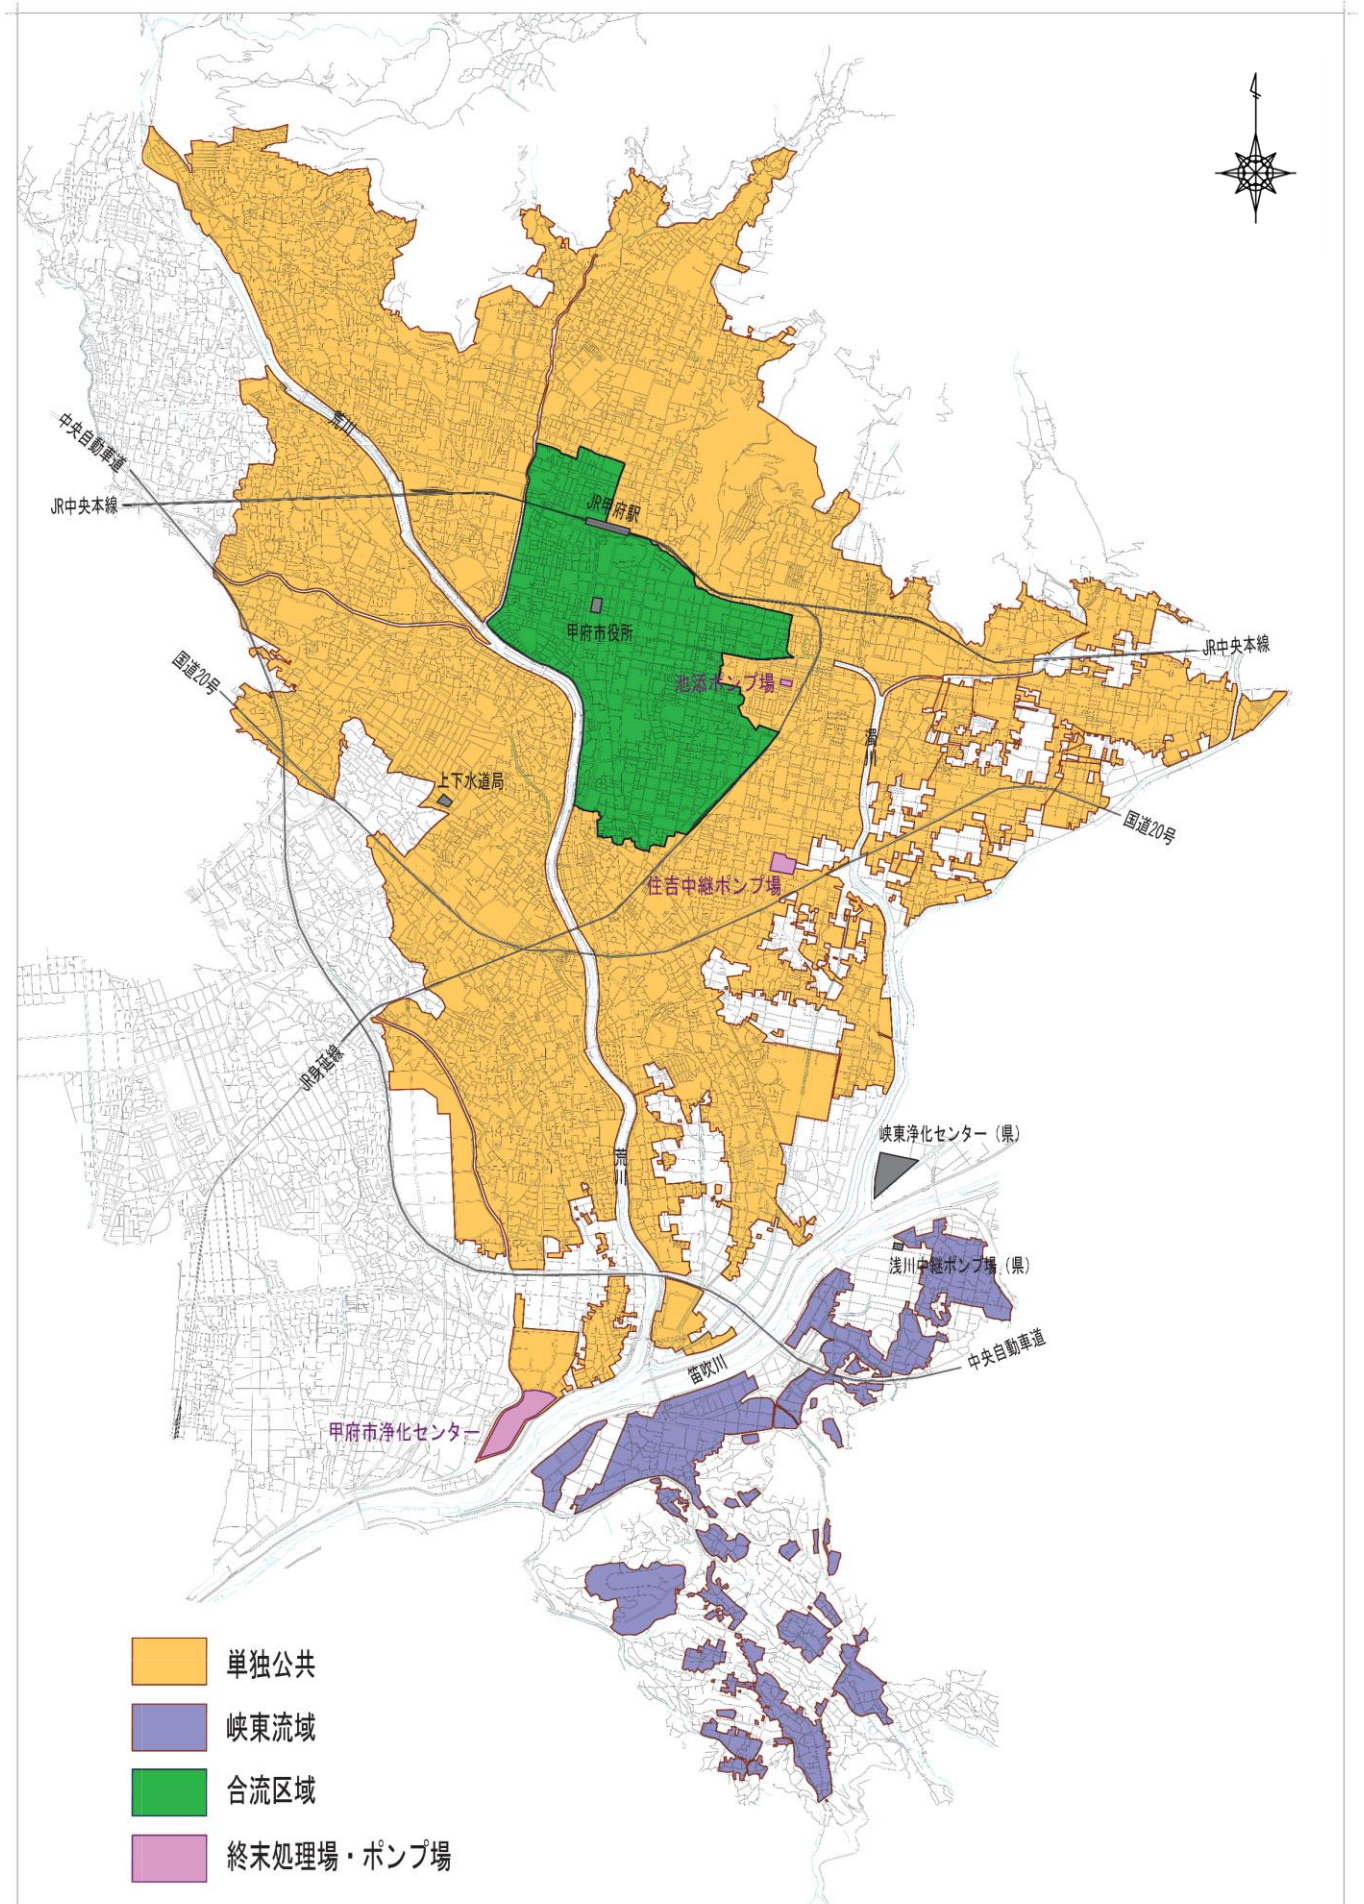 荒川
中央自動車道
JR中央本線
JR甲府駅
甲府市役所
JR中央本線
国道20号
池添ポンプ場
濁川
上下水道局
国道20号
住吉中継ポンプ場
JR身延線
峡東浄化センター（県）
荒川
浅川中継ポンプ場（県）
中央自動車道
笛吹川
甲府市浄化センター
単独公共
峡東流域
合流区域
終末処理場・ポンプ場